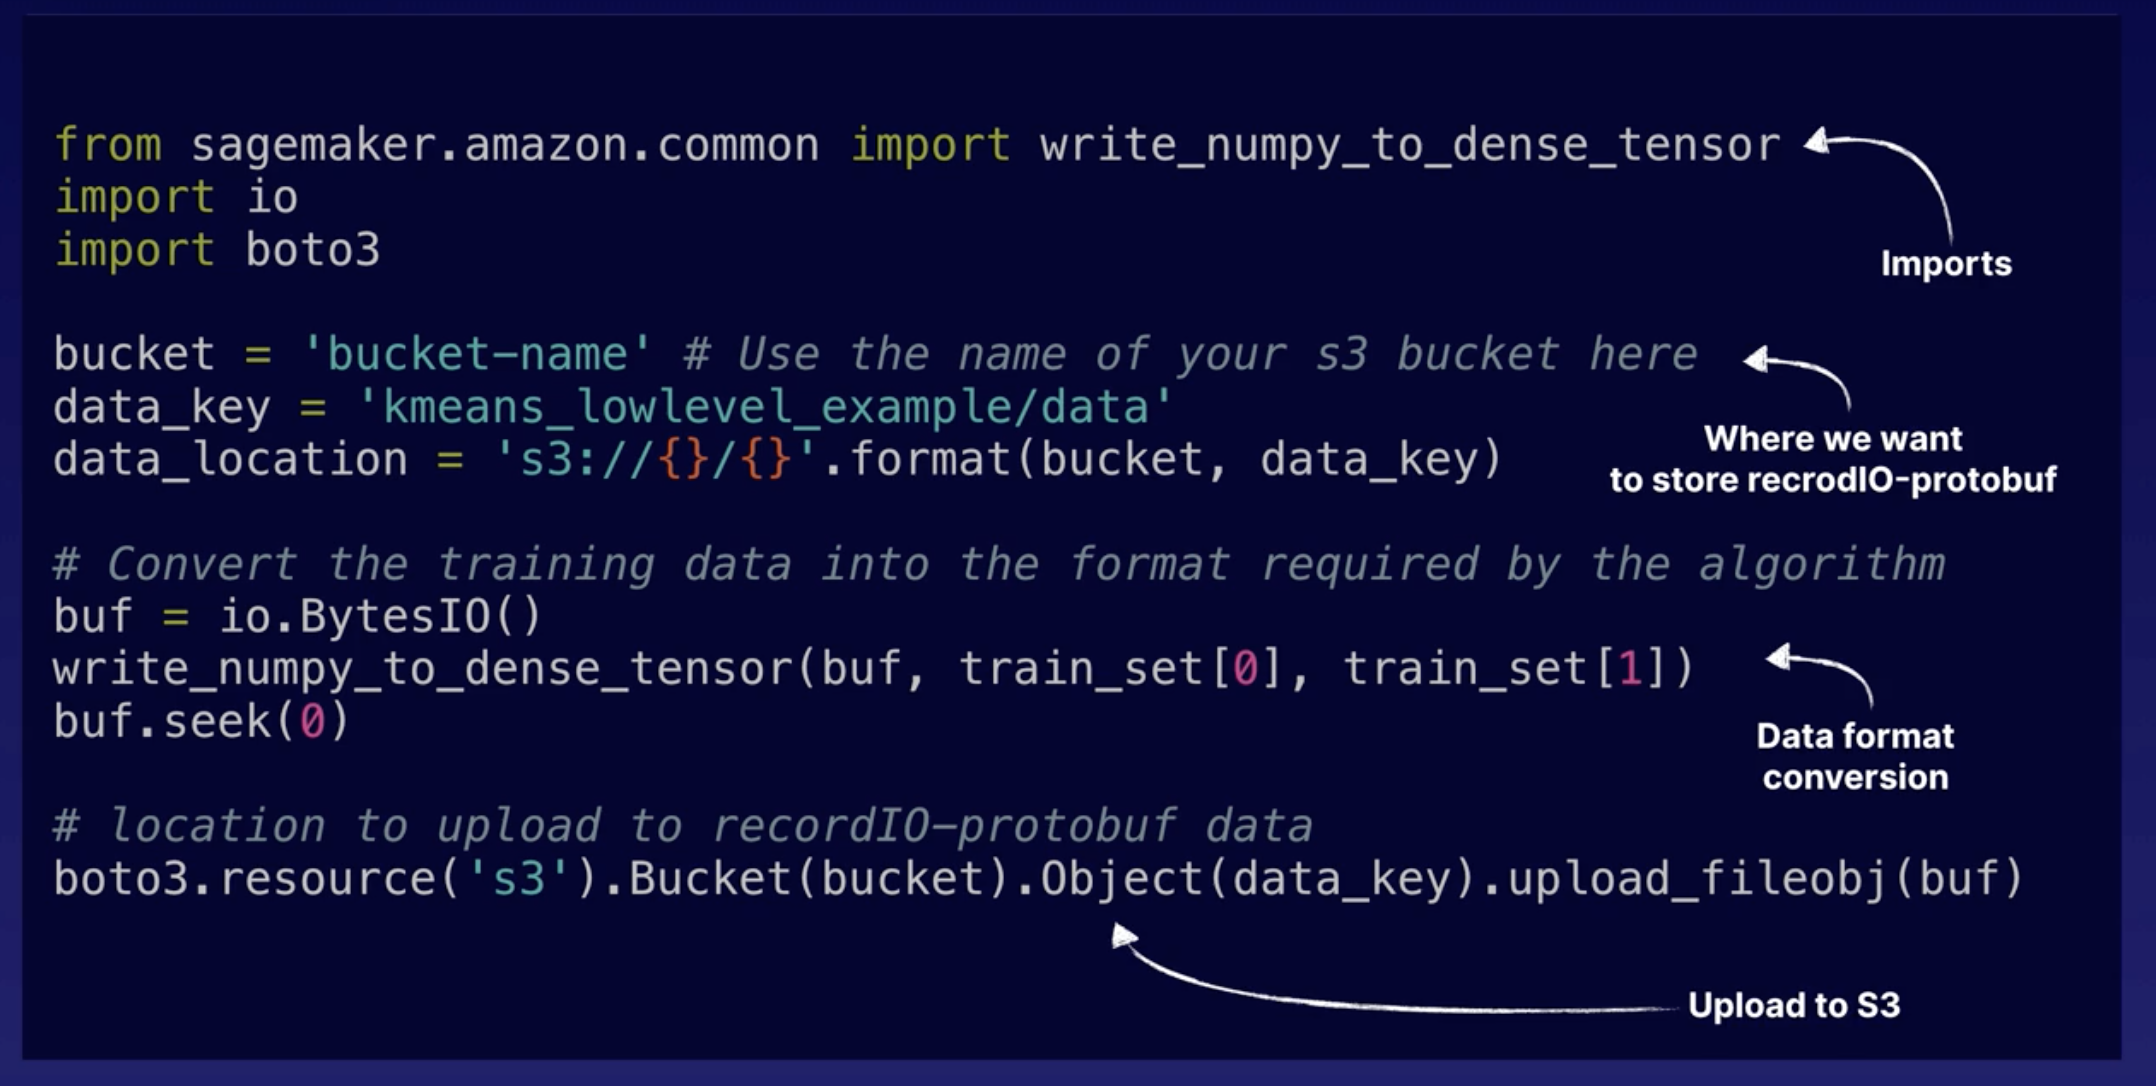 from sagemaker.amazon.common import write_numpy_to_dense_tensor
import io
import boto3
Imports
bucket = 'bucket-name' # Use the name of your s3 bucket here
data_key = 'kmeans_lowlevel_example/data'
data_location = 's3://{}/{}'.format(bucket, data_key)
Where we want
to store recrodIO-protobuf
# Convert the training data into the format required by the algorithm
buf = io.BytesIO()
write_numpy_to_dense_tensor(buf, train_set[0], train_set[1])
buf.seek(0)
Data format
conversion
# location to upload to recordIO-protobuf data
boto3.resource('s3').Bucket(bucket).Object(data_key).upload_fileobj(buf)
Upload to S3